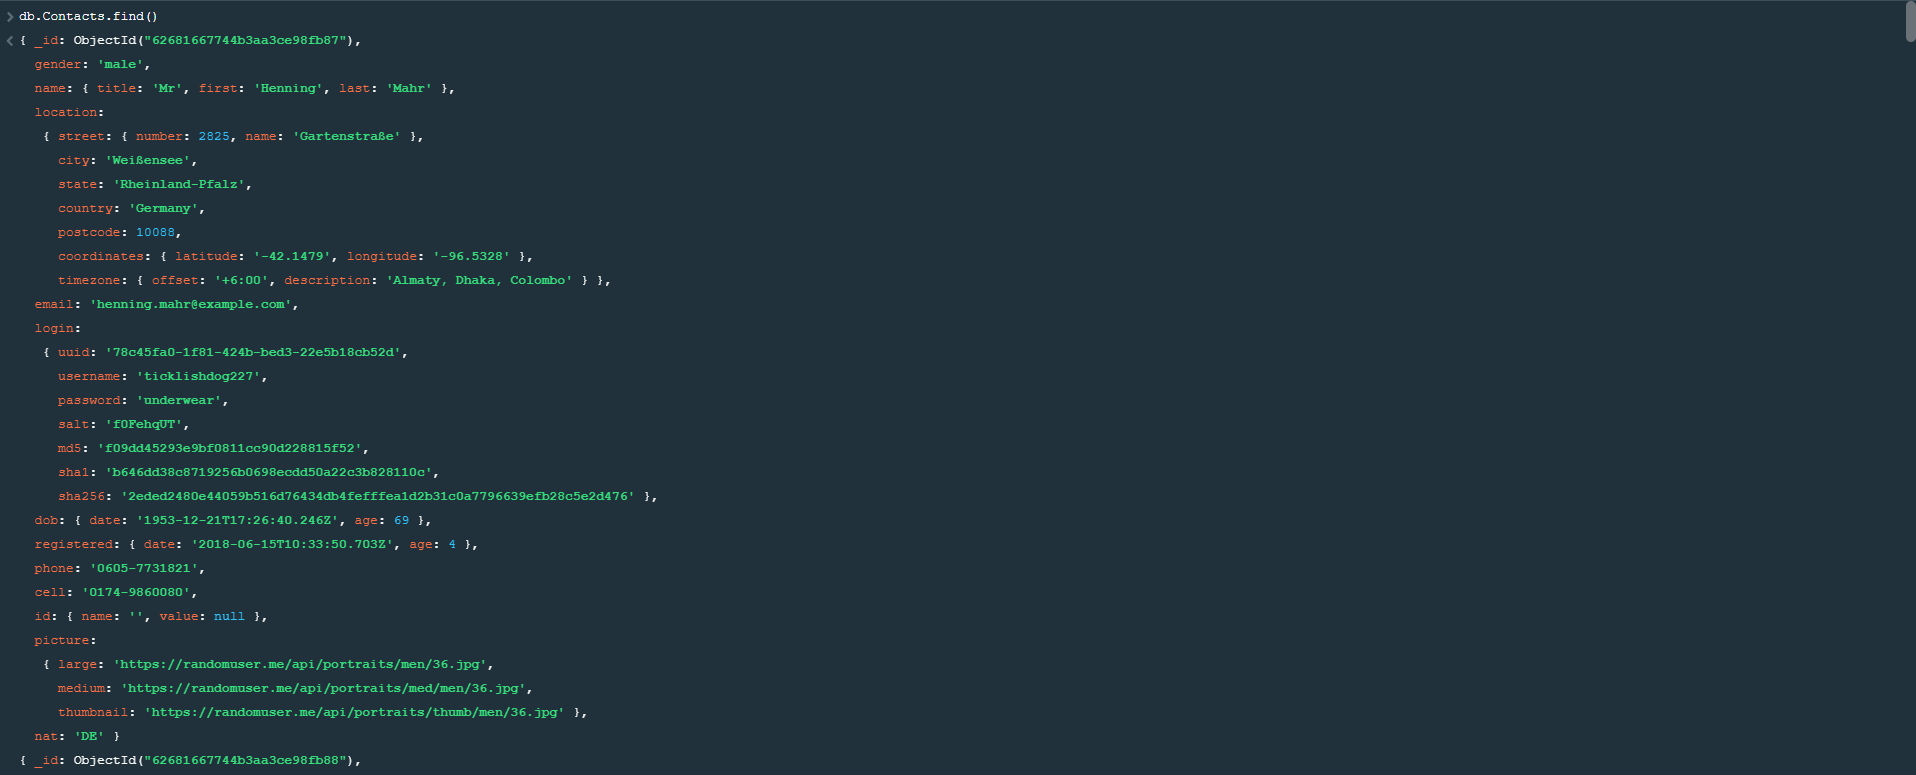 db.Contacts.find()
{ _id: ObjectId("62681667744b3aa3ce98fb87"),
gender: 'male',
name: { title: 'Mr', first: 'Henning', last: 'Mahr' },
location:
{ street: { number: 2825, name: 'Gartenstraße' },
city: 'Weißensee',
state: 'Rheinland-Pfalz',
country: 'Germany',
postcode: 10088,
coordinates: { latitude: '-42.1479', longitude: '-96.5328' },
timezone: { offset: '+6:00', description: 'Almaty, Dhaka, Colombo' } },
email: 'henning.mahr@example.com',
login:
{ uuid: '78c45fa0-1f81-424b-bed3-22e5b18cb52d',
username: 'ticklishdog227',
password: 'underwear',
salt: 'f0FehqUT',
md5: 'f09dd45293e9bf0811cc90d228815f52',
sha1: 'b646dd38c8719256b0698ecdd50a22c3b828110c',
sha256: '2eded2480e44059b516d76434db4fefffea1d2b31c0a7796639efb28c5e2d476' },
dob: { date: '1953-12-21T17:26:40.246Z', age: 69 },
registered: { date: '2018-06-15T10:33:50.703Z', age: 4 },
phone: '0605-7731821',
cell: '0174-9860080',
id: { name: '', value: null },
picture:
{ large: 'https://randomuser.me/api/portraits/men/36.jpg',
medium: 'https://randomuser.me/api/portraits/med/men/36.jpg',
thumbnail: 'https://randomuser.me/api/portraits/thumb/men/36.jpg' },
nat: 'DE' }
{ _id: ObjectId("62681667744b3aa3ce98fb88"),